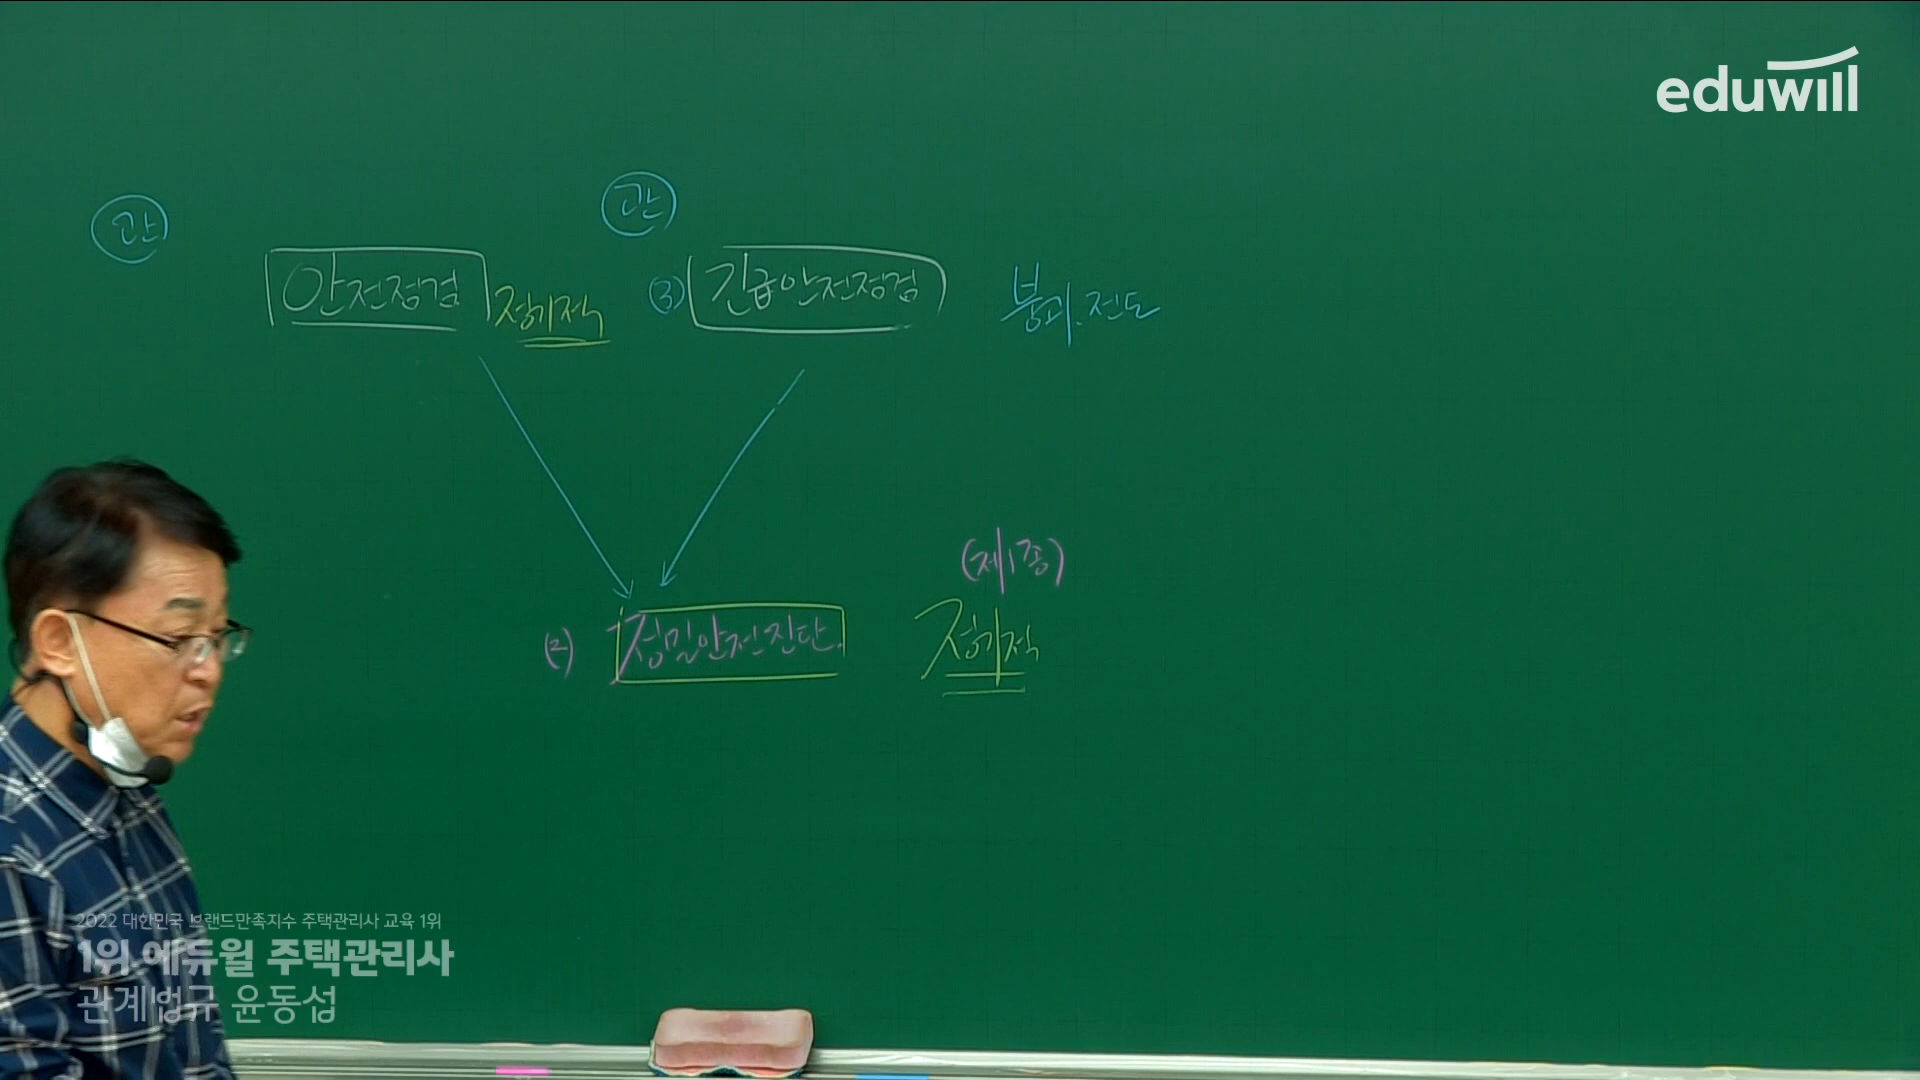 eduwill
관
관
안전점검 정기적
(3) 긴급안전점검 붕괴. 전도
(제1종)
(2) 정밀안전진단. 정기적
2022 대한민국 브랜드만족지수 주택관리사 교육 1위
1위 에듀윌 주택관리사
관계법규 윤동섭